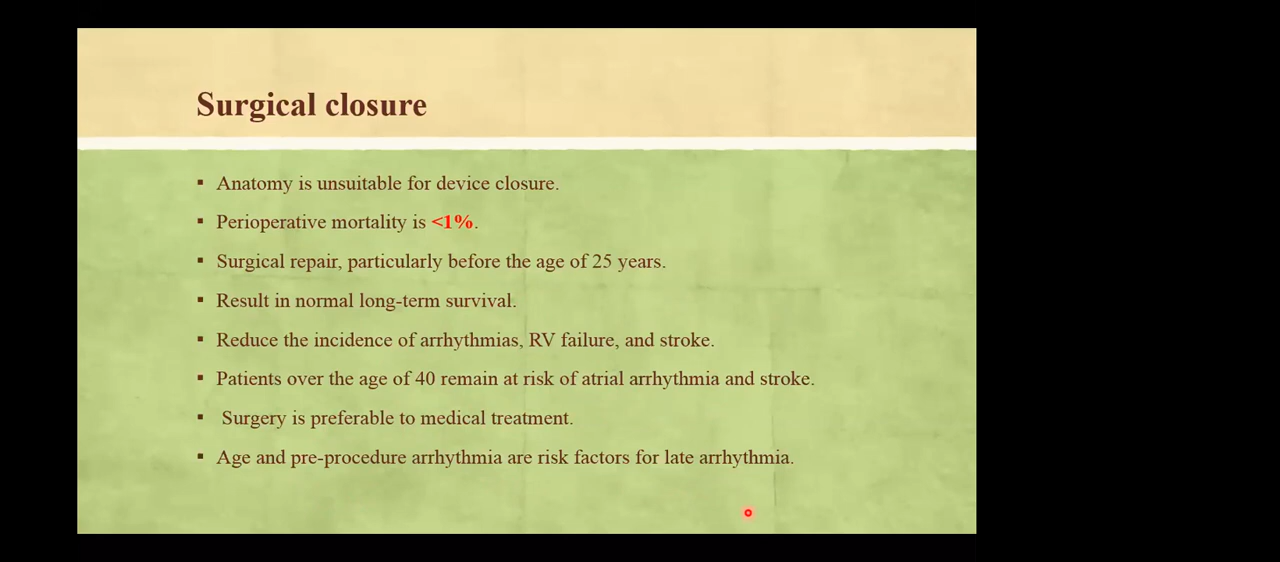 Surgical closure
▪ Anatomy is unsuitable for device closure.
▪ Perioperative mortality is <1%.
▪ Surgical repair, particularly before the age of 25 years.
▪ Result in normal long-term survival.
▪ Reduce the incidence of arrhythmias, RV failure, and stroke.
▪ Patients over the age of 40 remain at risk of atrial arrhythmia and stroke.
▪ Surgery is preferable to medical treatment.
▪ Age and pre-procedure arrhythmia are risk factors for late arrhythmia.